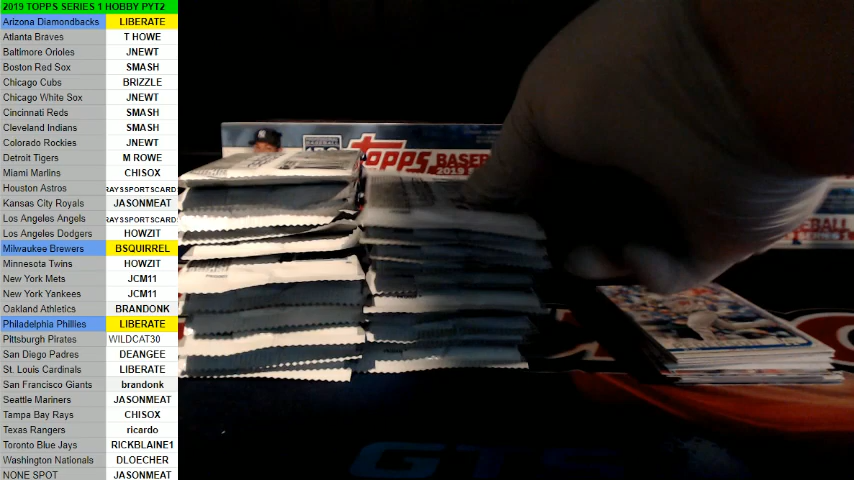 2019 TOPPS SERIES 1 HOBBY PYT2
Arizona Diamondbacks LIBERATE
Atlanta Braves T HOWE
Baltimore Orioles JNEWT
Boston Red Sox SMASH
Chicago Cubs BRIZZLE
Chicago White Sox JNEWT
Cincinnati Reds SMASH
Cleveland Indians SMASH
Colorado Rockies JNEWT
Detroit Tigers M ROWE
Miami Marlins CHISOX
Houston Astros RAYSSPORTSCARD
Kansas City Royals JASONMEAT
Los Angeles Angels RAYSSPORTSCARD
Los Angeles Dodgers HOWZIT
Milwaukee Brewers BSQUIRREL
Minnesota Twins HOWZIT
New York Mets JCM11
New York Yankees JCM11
Oakland Athletics BRANDONK
Philadelphia Phillies LIBERATE
Pittsburgh Pirates WILDCAT30
San Diego Padres DEANGEE
St. Louis Cardinals LIBERATE
San Francisco Giants brandonk
Seattle Mariners JASONMEAT
Tampa Bay Rays CHISOX
Texas Rangers ricardo
Toronto Blue Jays RICKBLAINE1
Washington Nationals DLOECHER
NONE SPOT JASONMEAT
Topps BASEB
2019 S
BALL
GTS